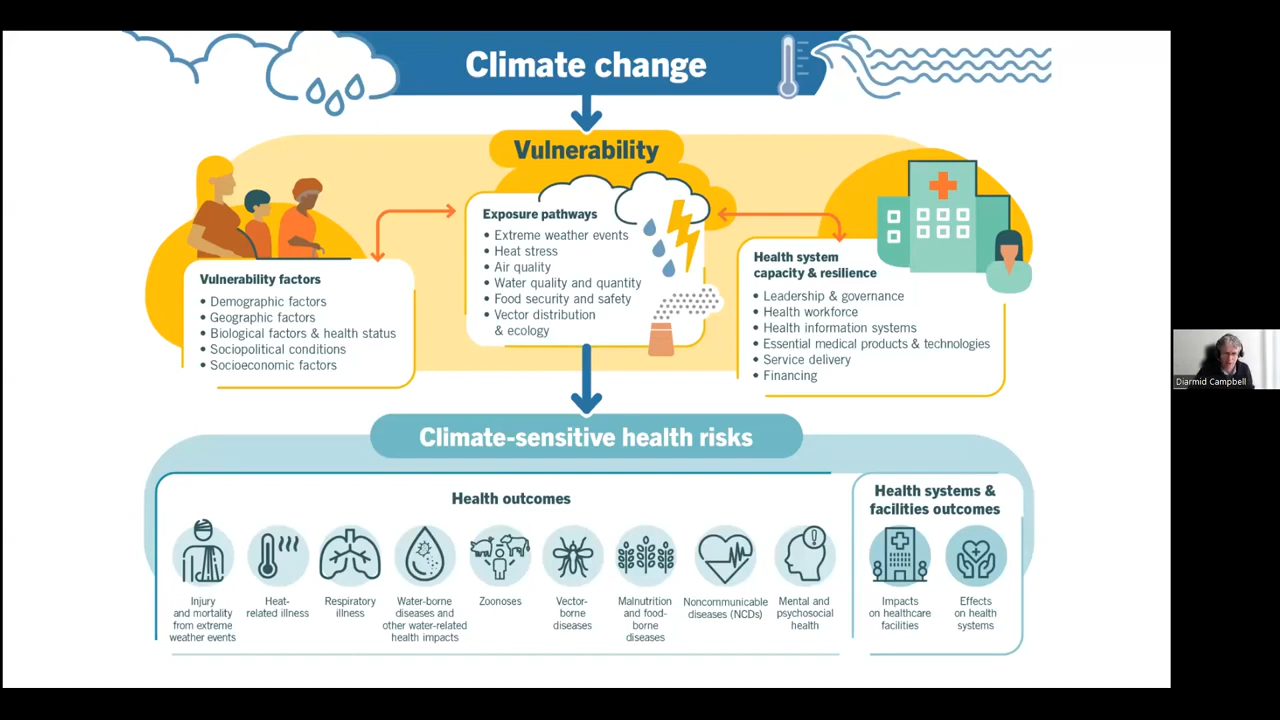 Climate change
Vulnerability
Vulnerability factors
• Demographic factors
• Geographic factors
• Biological factors & health status
• Sociopolitical conditions
• Socioeconomic factors
Exposure pathways
• Extreme weather events
• Heat stress
• Air quality
• Water quality and quantity
• Food security and safety
• Vector distribution
& ecology
Health system
capacity & resilience
• Leadership & governance
• Health workforce
• Health information systems
• Essential medical products & technologies
• Service delivery
• Financing
Climate-sensitive health risks
Health outcomes
Injury
and mortality
from extreme
weather events
Heat-
related illness
Respiratory
illness
Water-borne
diseases and
other water-related
health impacts
Zoonoses
Vector-
borne
diseases
Malnutrition
and food-
borne
diseases
Noncommunicable
diseases (NCDs)
Mental and
psychosocial
health
Health systems &
facilities outcomes
Impacts
on healthcare
facilities
Effects
on health
systems
Diarmid Campbell